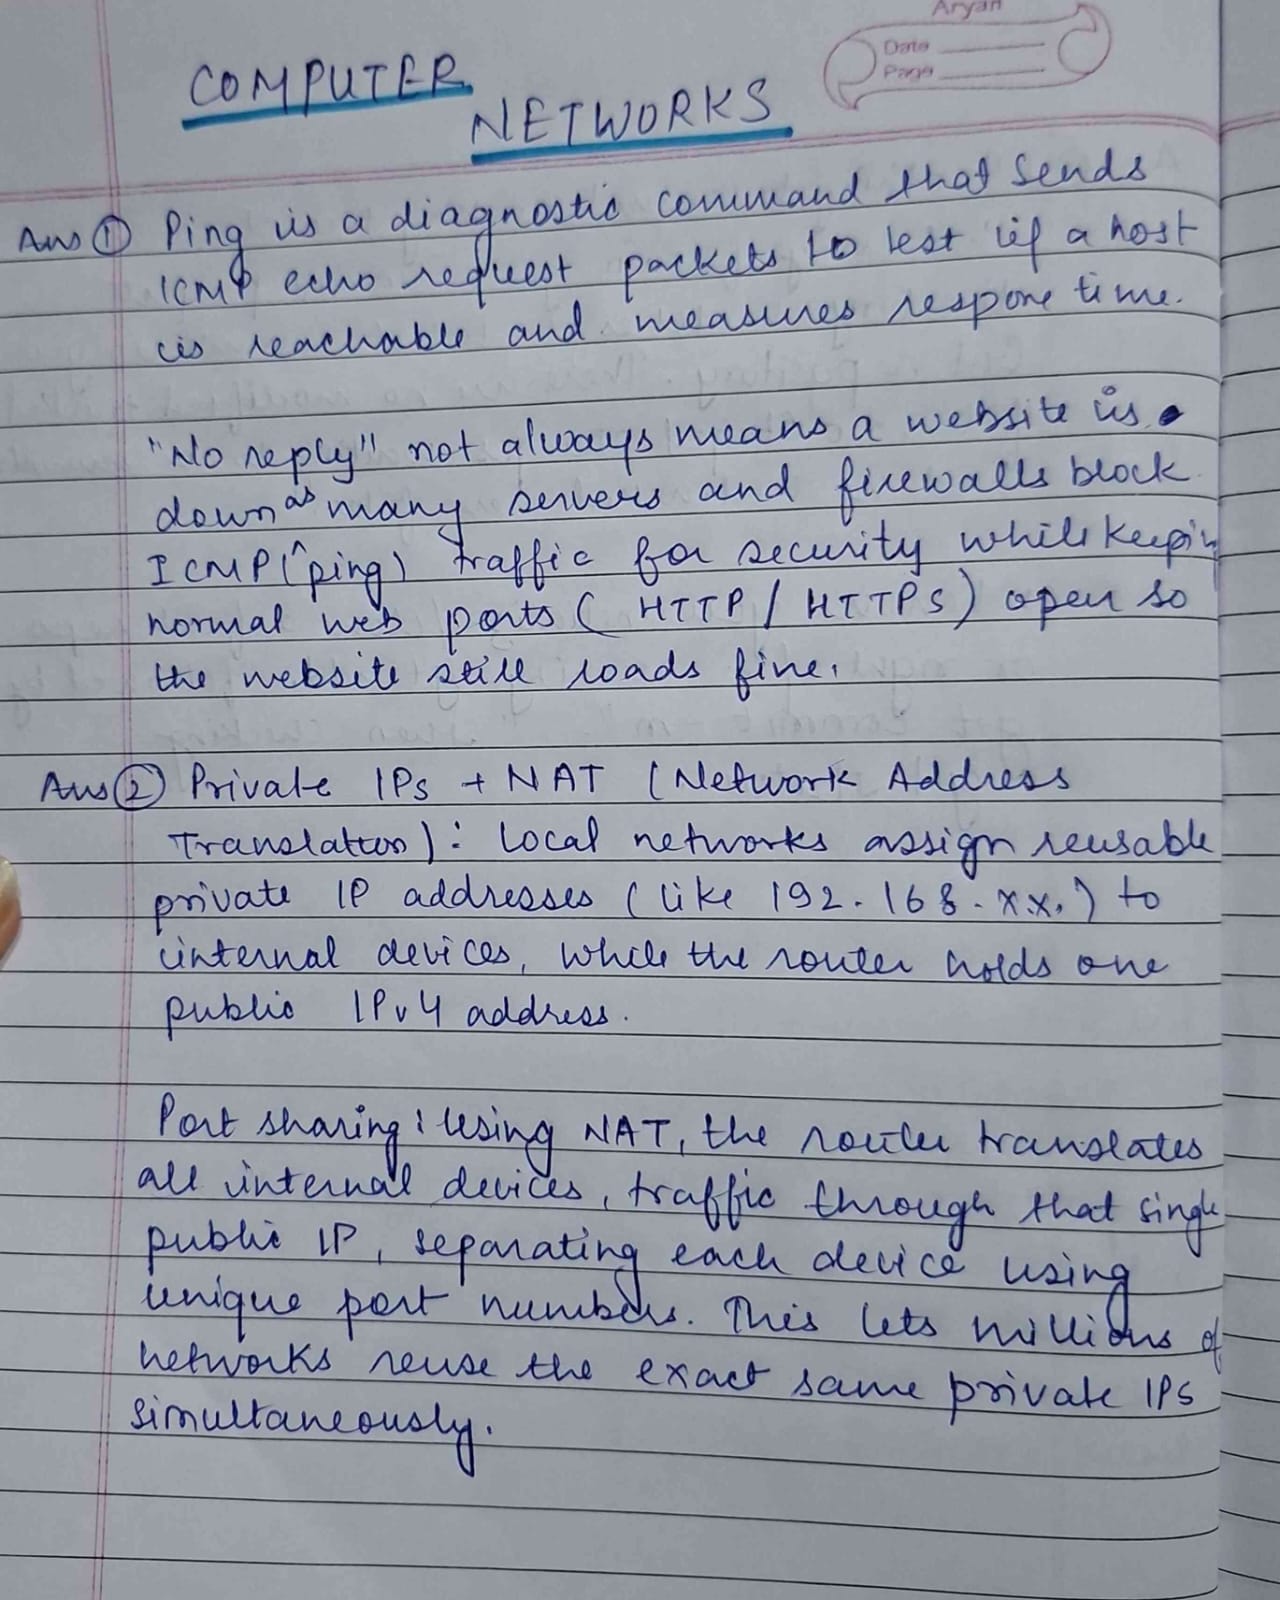 Aryan
Date
Page
COMPUTER
NETWORKS
Ans ① Ping is a diagnostic command that sends
ICMP echo request packets to test if a host
is reachable and measures respone time.
"No reply" not always means a website is
down as many servers and firewalls block
ICMP (ping) traffic for security while keeping
normal web ports ( HTTP / HTTPS ) open so
the website still loads fine.
Ans ② Private IPs + NAT ( Network Address
Translation ) : Local networks assign reusable
private IP addresses ( like 192.168.x.x. ) to
internal devices, while the router holds one
public IPv4 address.
Port sharing : Using NAT, the router translates
all internal devices, traffic through that single
public IP, separating each device using
unique port numbers. This lets millions of
networks reuse the exact same private IPs
simultaneously.